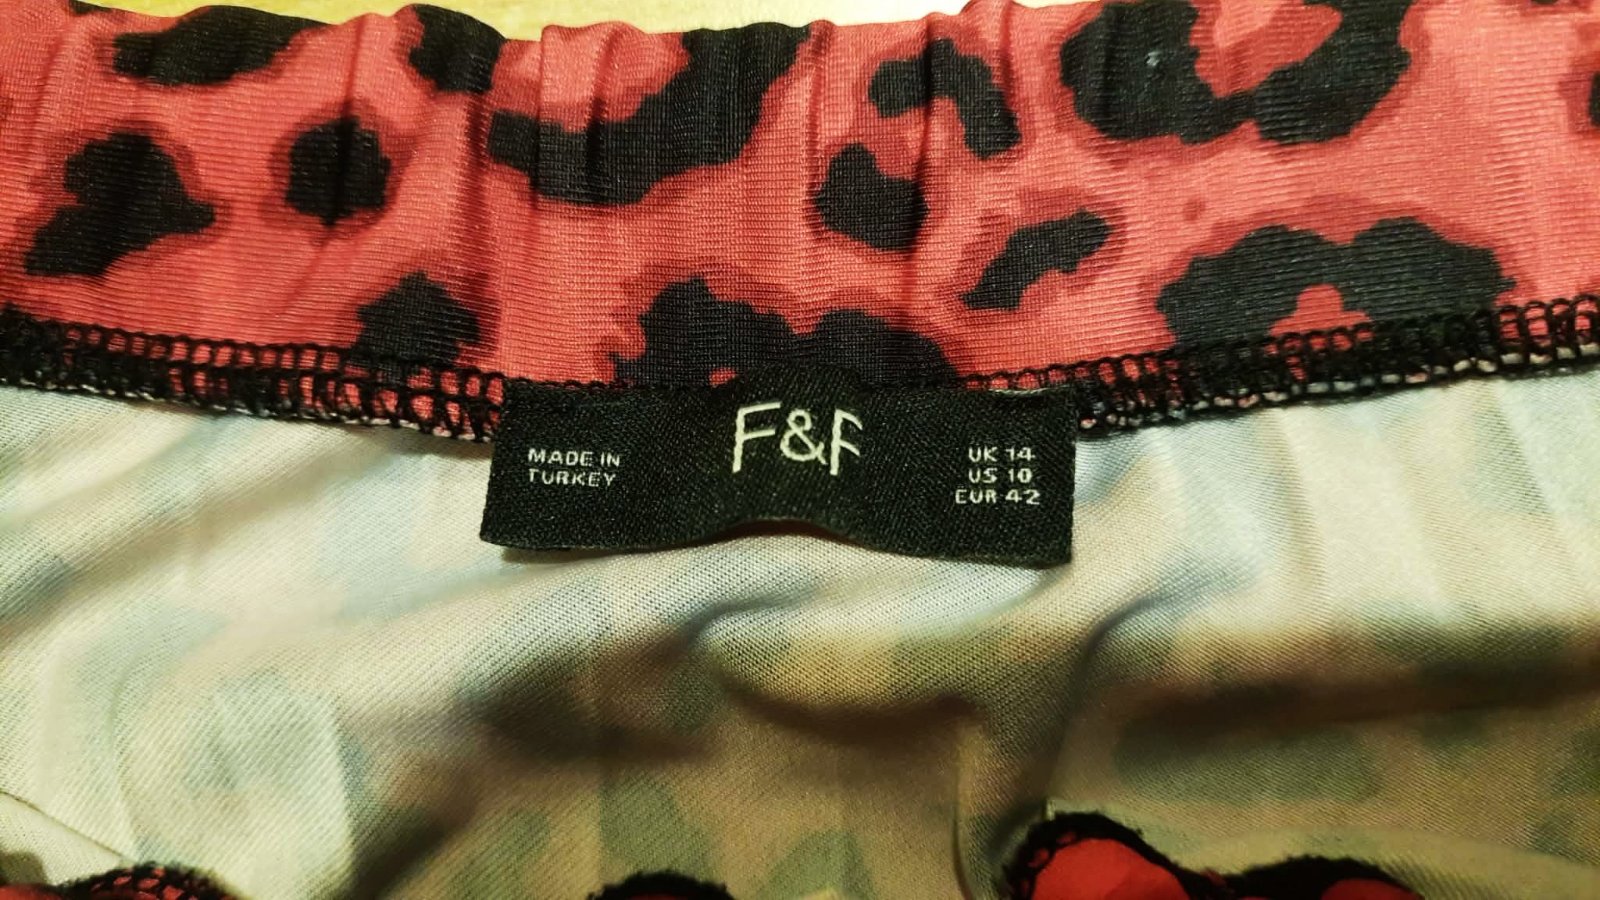 MADE IN
TURKEY
F&F
UK 14
US 10
EUR 42